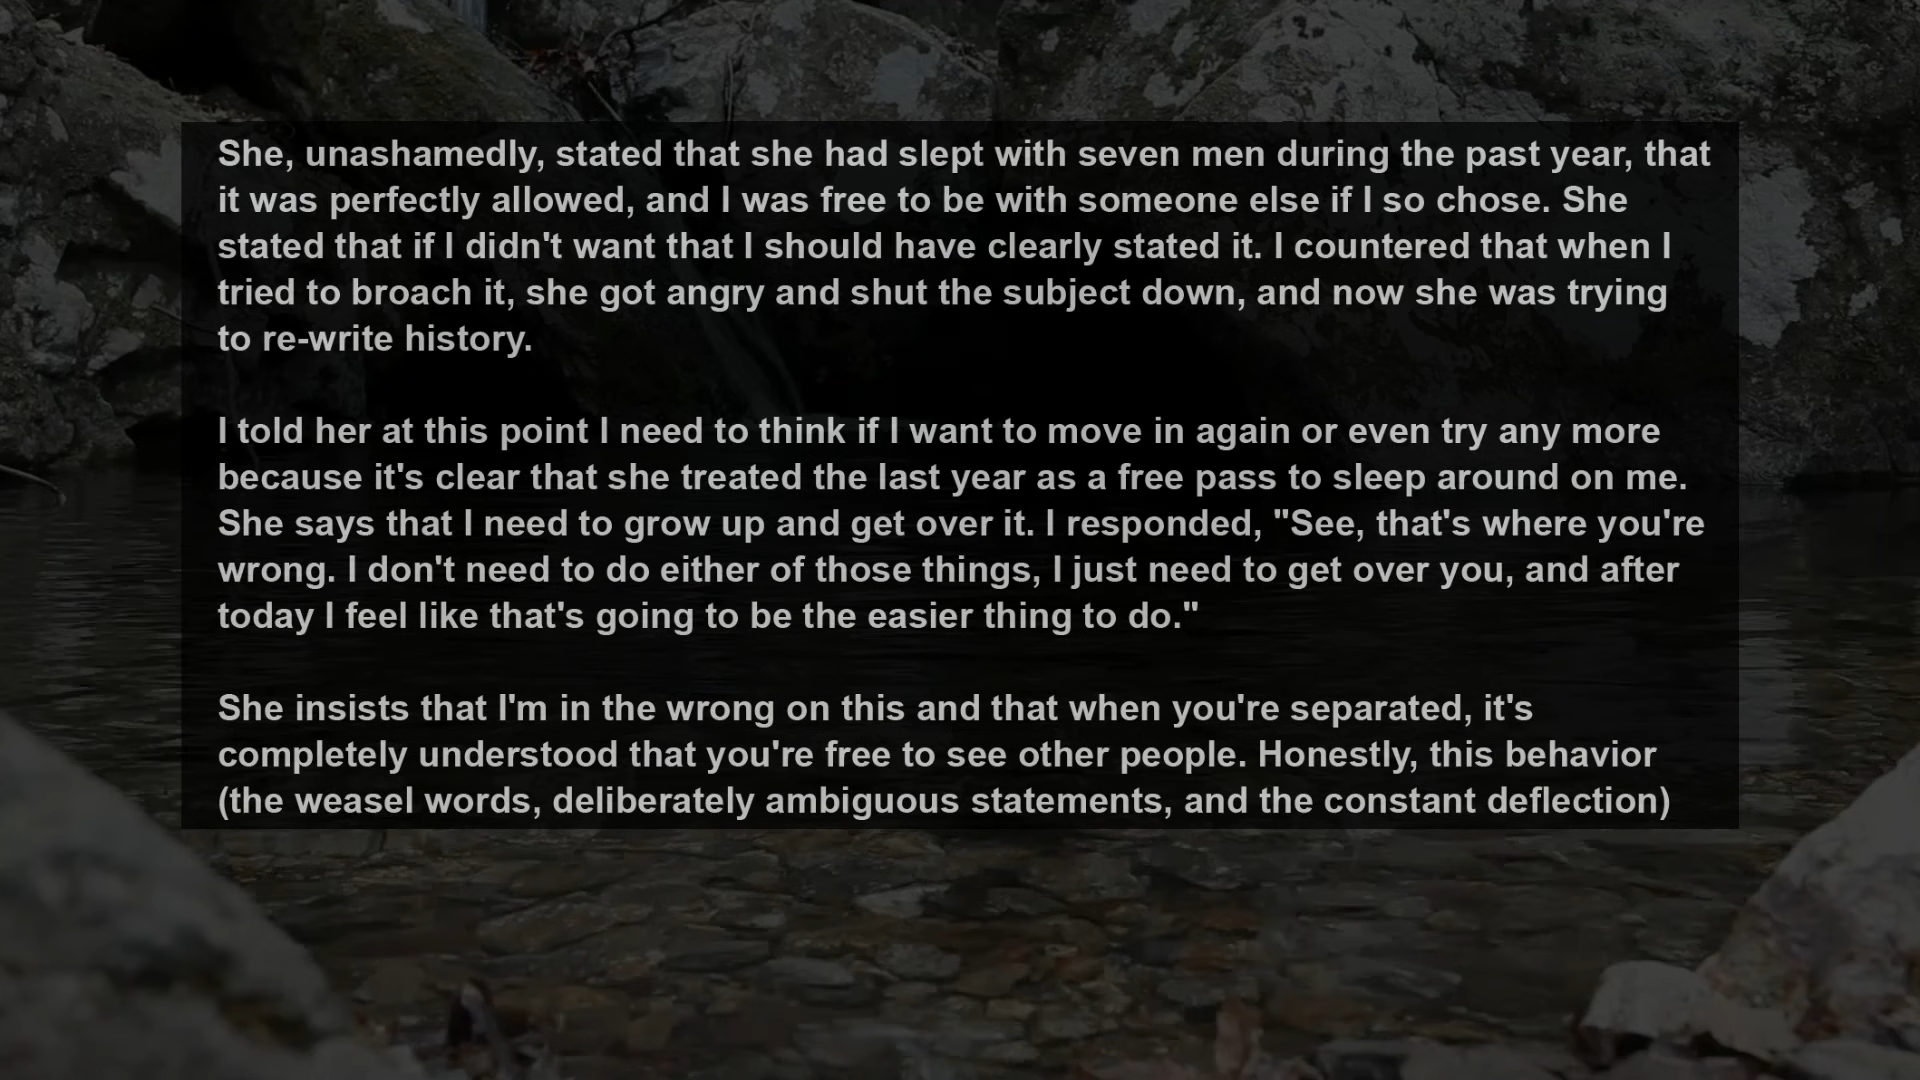 She, unashamedly, stated that she had slept with seven men during the past year, that
it was perfectly allowed, and I was free to be with someone else if I so chose. She
stated that if I didn't want that I should have clearly stated it. I countered that when I
tried to broach it, she got angry and shut the subject down, and now she was trying
to re-write history.
I told her at this point I need to think if I want to move in again or even try any more
because it's clear that she treated the last year as a free pass to sleep around on me.
She says that I need to grow up and get over it. I responded, "See, that's where you're
wrong. I don't need to do either of those things, I just need to get over you, and after
today I feel like that's going to be the easier thing to do."
She insists that I'm in the wrong on this and that when you're separated, it's
completely understood that you're free to see other people. Honestly, this behavior
(the weasel words, deliberately ambiguous statements, and the constant deflection)